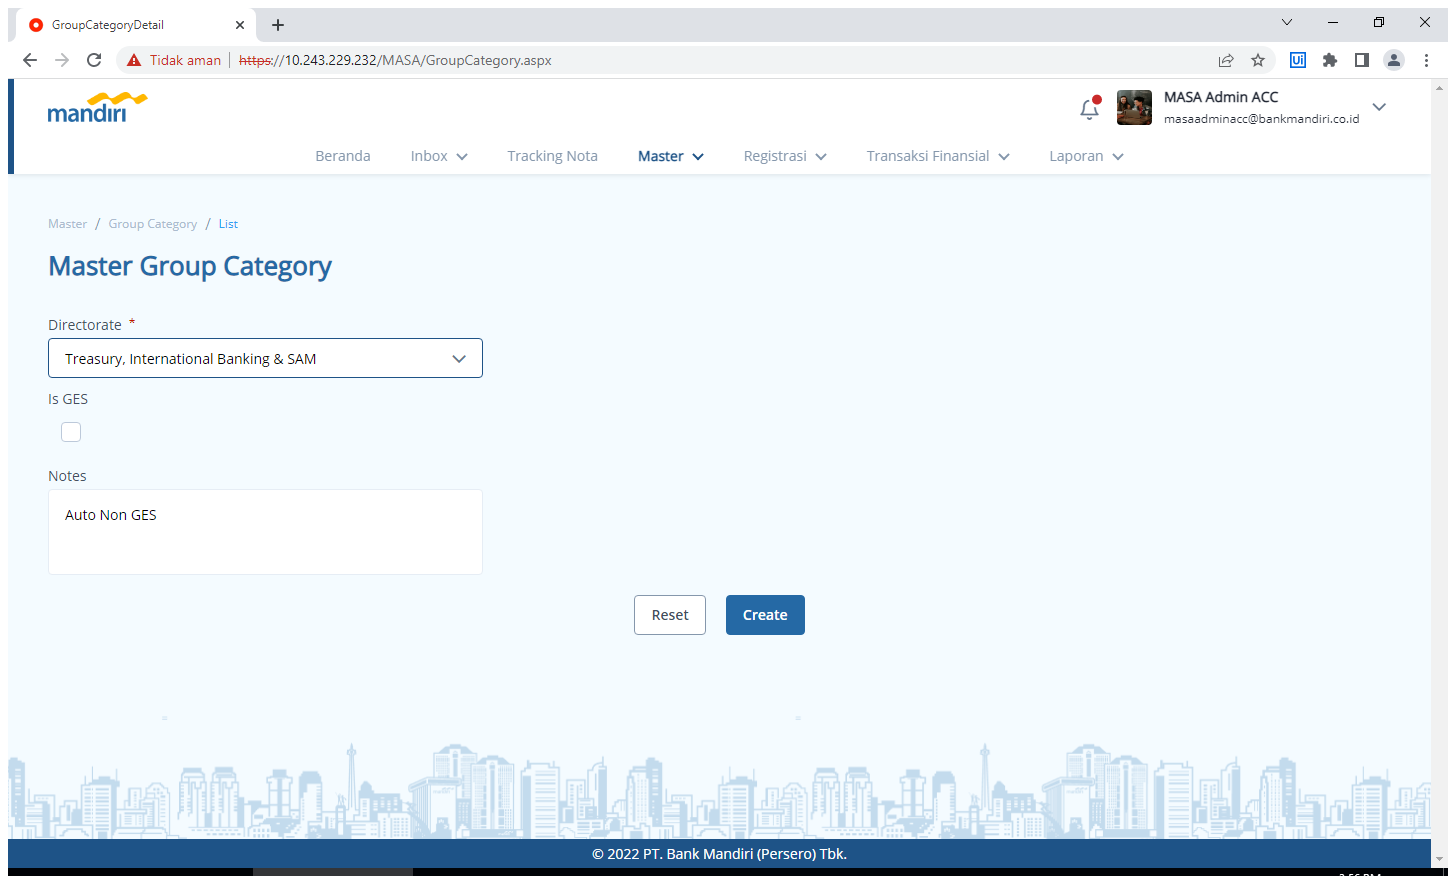 GroupCategoryDetail
Tidak aman https://10.243.229.232/MASA/GroupCategory.aspx
Ui
mandiri
MASA Admin ACC
masaadminacc@bankmandiri.co.id
Beranda Inbox Tracking Nota Master Registrasi Transaksi Finansial Laporan
Master / Group Category / List
Master Group Category
Directorate *
Treasury, International Banking & SAM
Is GES
Notes
Auto Non GES
Reset Create
© 2022 PT. Bank Mandiri (Persero) Tbk.